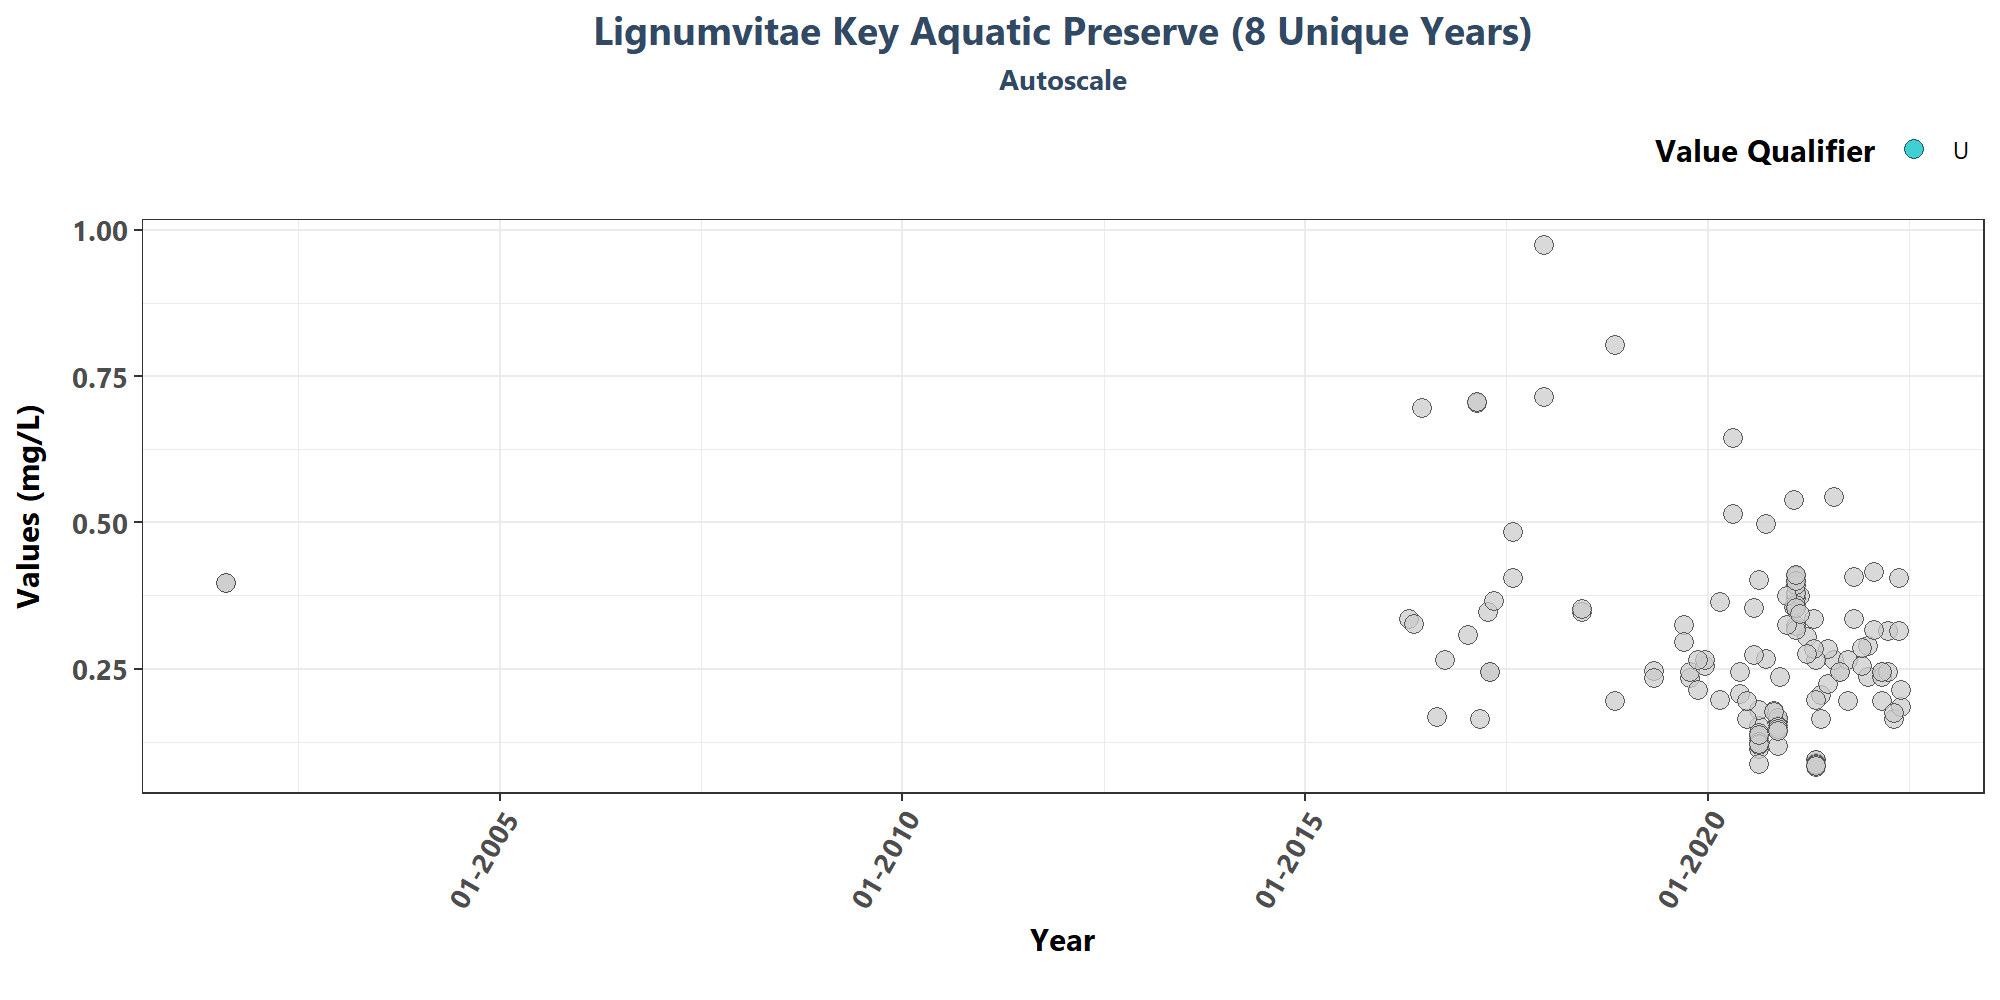 Lignumvitae Key Aquatic Preserve (8 Unique Years)
Autoscale
Value Qualifier U
1.00
0.75
0.50
0.25
Values (mg/L)
01-2005
01-2010
01-2015
01-2020
Year